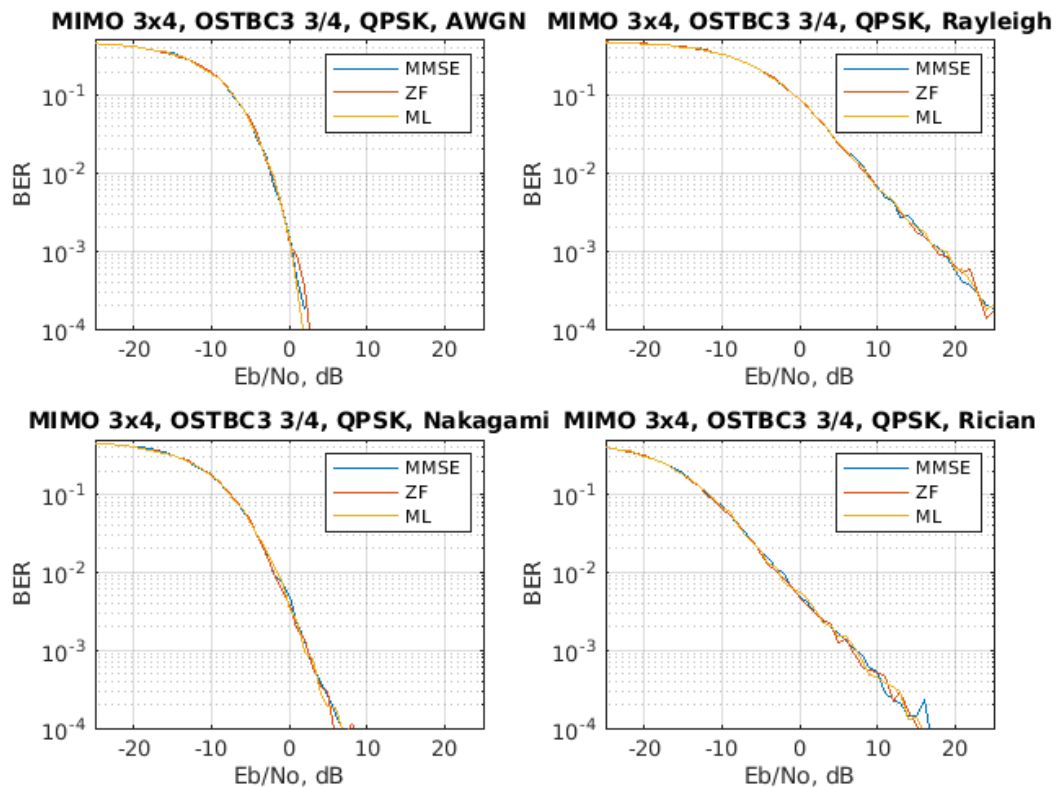 MIMO 3x4, OSTBC3 3/4, QPSK, AWGN
BER
10-1
10-2
10-3
10-4
MMSE
ZF
ML
-20 -10 0 10 20
Eb/No, dB
MIMO 3x4, OSTBC3 3/4, QPSK, Rayleigh
BER
10-1
10-2
10-3
10-4
MMSE
ZF
ML
-20 -10 0 10 20
Eb/No, dB
MIMO 3x4, OSTBC3 3/4, QPSK, Nakagami
BER
10-1
10-2
10-3
10-4
MMSE
ZF
ML
-20 -10 0 10 20
Eb/No, dB
MIMO 3x4, OSTBC3 3/4, QPSK, Rician
BER
10-1
10-2
10-3
10-4
MMSE
ZF
ML
-20 -10 0 10 20
Eb/No, dB